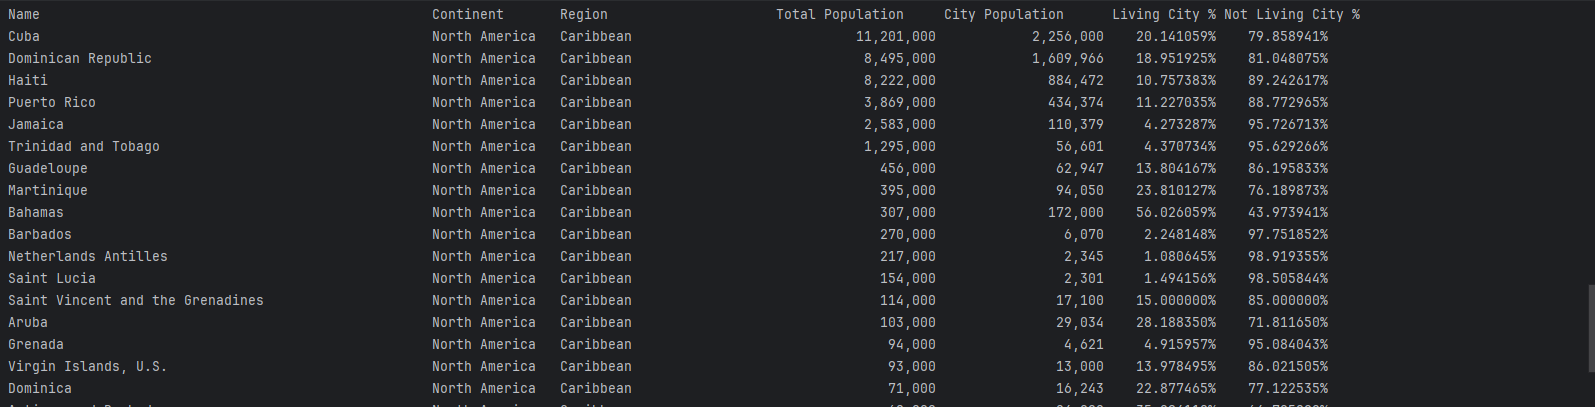 Name Continent Region Total Population City Population Living City % Not Living City %
Cuba North America Caribbean 11,201,000 2,256,000 20.141059% 79.858941%
Dominican Republic North America Caribbean 8,495,000 1,609,966 18.951925% 81.048075%
Haiti North America Caribbean 8,222,000 884,472 10.757383% 89.242617%
Puerto Rico North America Caribbean 3,869,000 434,374 11.227035% 88.772965%
Jamaica North America Caribbean 2,583,000 110,379 4.273287% 95.726713%
Trinidad and Tobago North America Caribbean 1,295,000 56,601 4.370734% 95.629266%
Guadeloupe North America Caribbean 456,000 62,947 13.804167% 86.195833%
Martinique North America Caribbean 395,000 94,050 23.810127% 76.189873%
Bahamas North America Caribbean 307,000 172,000 56.026059% 43.973941%
Barbados North America Caribbean 270,000 6,070 2.248148% 97.751852%
Netherlands Antilles North America Caribbean 217,000 2,345 1.080645% 98.919355%
Saint Lucia North America Caribbean 154,000 2,301 1.494156% 98.505844%
Saint Vincent and the Grenadines North America Caribbean 114,000 17,100 15.000000% 85.000000%
Aruba North America Caribbean 103,000 29,034 28.188350% 71.811650%
Grenada North America Caribbean 94,000 4,621 4.915957% 95.084043%
Virgin Islands, U.S. North America Caribbean 93,000 13,000 13.978495% 86.021505%
Dominica North America Caribbean 71,000 16,243 22.877465% 77.122535%
North America